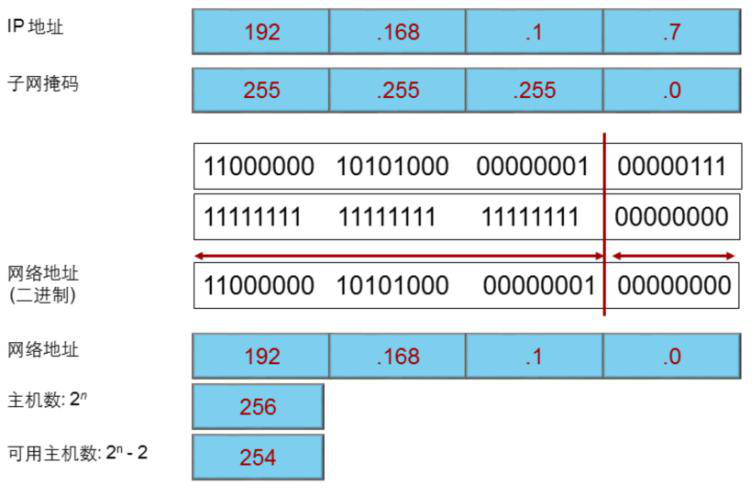 IP 地址 192 .168 .1 .7
子网掩码 255 .255 .255 .0
11000000 10101000 00000001 00000111
11111111 11111111 11111111 00000000
网络地址
(二进制)
11000000 10101000 00000001 00000000
网络地址 192 .168 .1 .0
主机数: 2ⁿ 256
可用主机数: 2ⁿ - 2 254